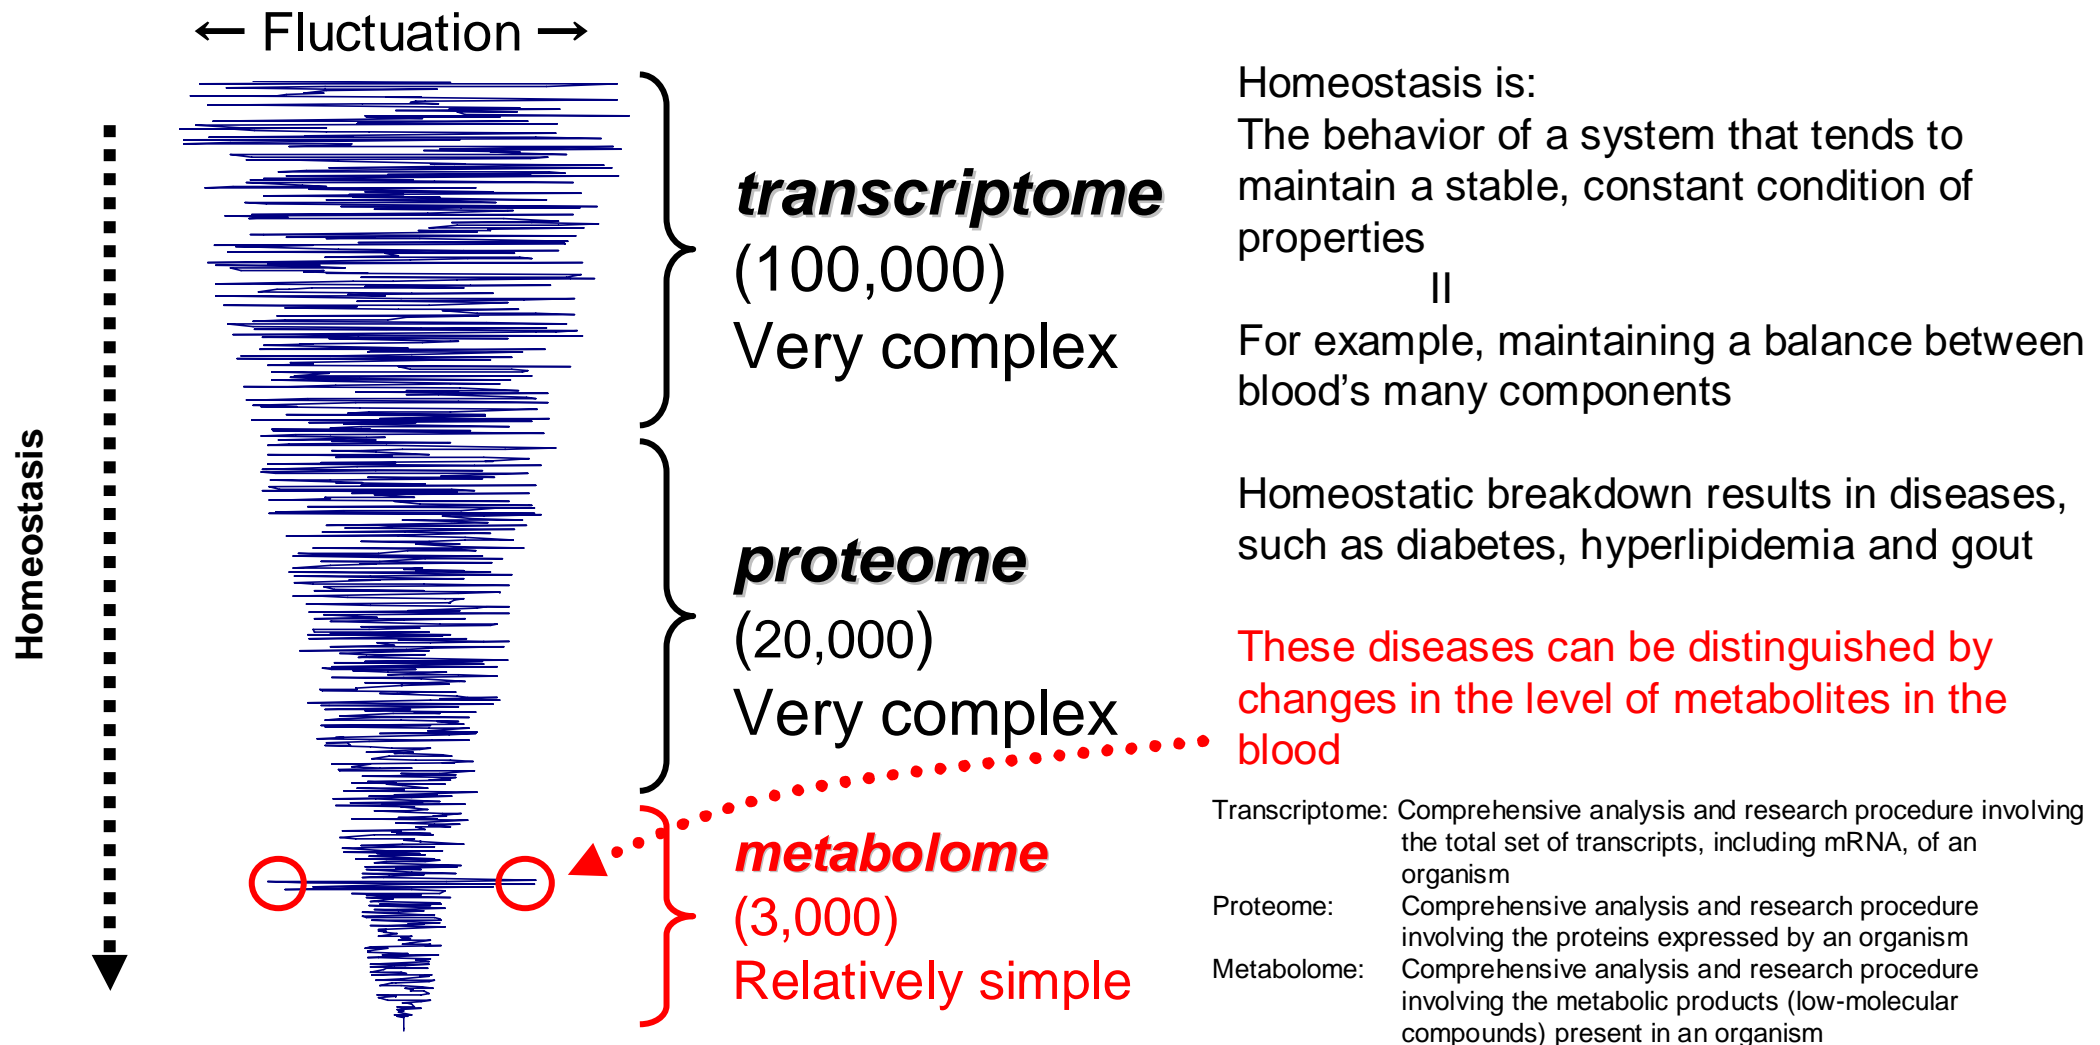 ← Fluctuation →
Homeostasis
transcriptome
(100,000)
Very complex
proteome
(20,000)
Very complex
metabolome
(3,000)
Relatively simple
Homeostasis is:
The behavior of a system that tends to
maintain a stable, constant condition of
properties
=
For example, maintaining a balance between
blood's many components
Homeostatic breakdown results in diseases,
such as diabetes, hyperlipidemia and gout
These diseases can be distinguished by
changes in the level of metabolites in the
blood
Transcriptome: Comprehensive analysis and research procedure involving
the total set of transcripts, including mRNA, of an
organism
Proteome: Comprehensive analysis and research procedure
involving the proteins expressed by an organism
Metabolome: Comprehensive analysis and research procedure
involving the metabolic products (low-molecular
compounds) present in an organism